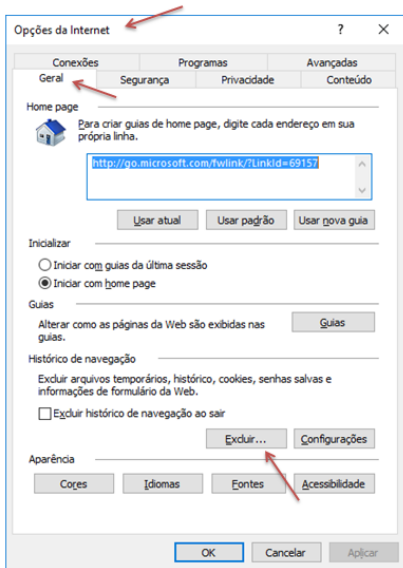 Opções da Internet ? ×
Conexões Programas Avançadas
Geral Segurança Privacidade Conteúdo
Home page
Para criar guias de home page, digite cada endereço em sua
própria linha.
http://go.microsoft.com/fwlink/?LinkId=69157
Usar atual Usar padrão Usar nova guia
Inicializar
Iniciar com guias da última sessão
Iniciar com home page
Guias
Alterar como as páginas da Web são exibidas nas
guias.
Guias
Histórico de navegação
Excluir arquivos temporários, histórico, cookies, senhas salvas e
informações de formulário da Web.
Excluir histórico de navegação ao sair
Excluir... Configurações
Aparência
Cores Idiomas Fontes Acessibilidade
OK Cancelar Aplicar